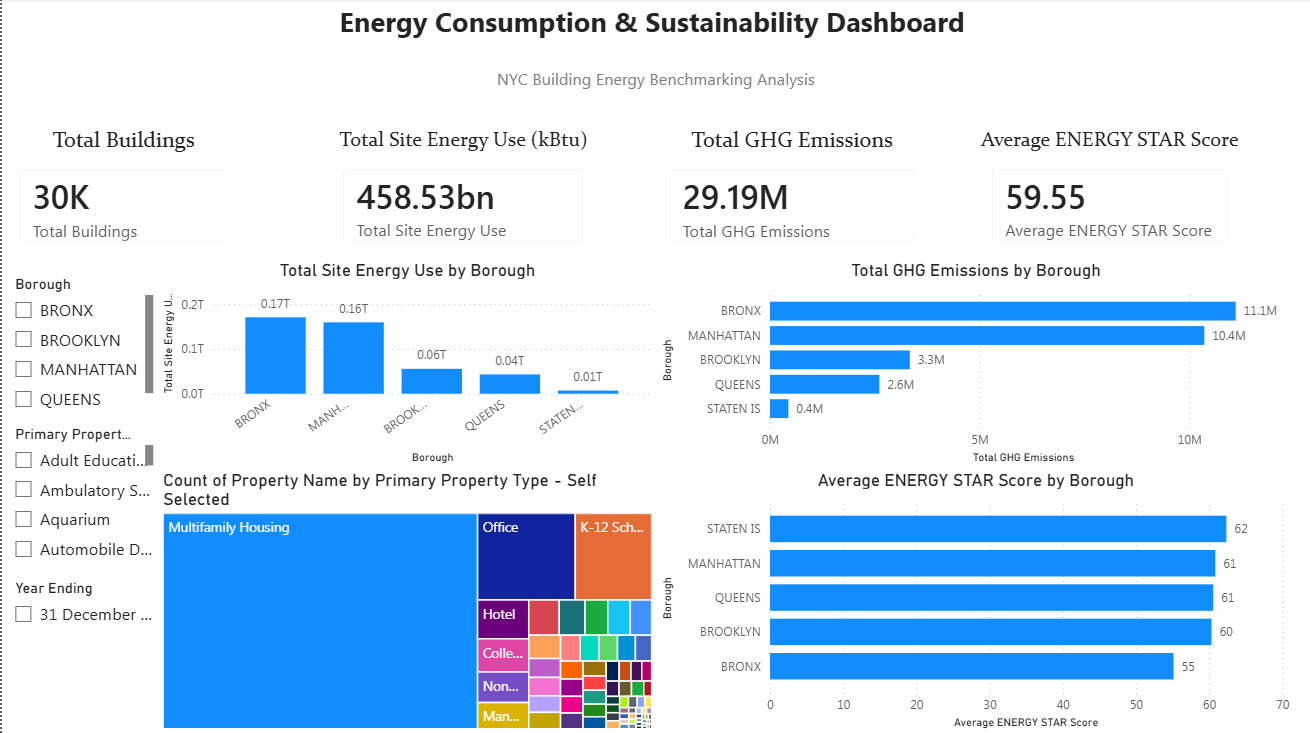 Energy Consumption & Sustainability Dashboard
NYC Building Energy Benchmarking Analysis
Total Buildings
Total Site Energy Use (kBtu)
Total GHG Emissions
Average ENERGY STAR Score
30K
Total Buildings
458.53bn
Total Site Energy Use
29.19M
Total GHG Emissions
59.55
Average ENERGY STAR Score
Borough
BRONX
BROOKLYN
MANHATTAN
QUEENS
Primary Propert...
Adult Educati...
Ambulatory S...
Aquarium
Automobile D...
Year Ending
31 December ...
Total Site Energy Use by Borough
Total Site Energy U...
0.2T
0.1T
0.0T
0.17T
0.16T
0.06T
0.04T
0.01T
BRONX
MANH...
BROOK...
QUEENS
STATEN...
Borough
Total GHG Emissions by Borough
Borough
BRONX
11.1M
MANHATTAN
10.4M
BROOKLYN
3.3M
QUEENS
2.6M
STATEN IS
0.4M
0M
5M
10M
Total GHG Emissions
Count of Property Name by Primary Property Type - Self
Selected
Multifamily Housing
Office
K-12 Sch...
Hotel
Colle...
Non...
Man...
Average ENERGY STAR Score by Borough
Borough
STATEN IS
62
MANHATTAN
61
QUEENS
61
BROOKLYN
60
BRONX
55
0
10
20
30
40
50
60
70
Average ENERGY STAR Score